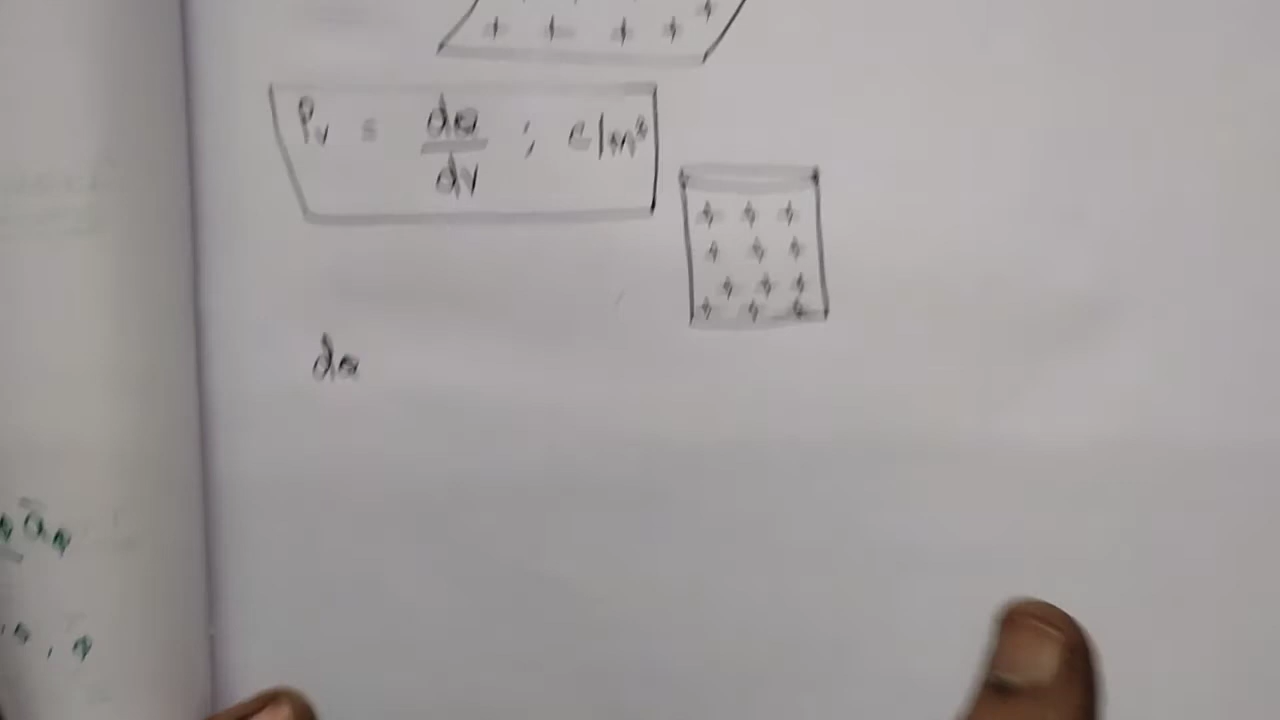 ρv = dQ/dv ; c/m³
dQ